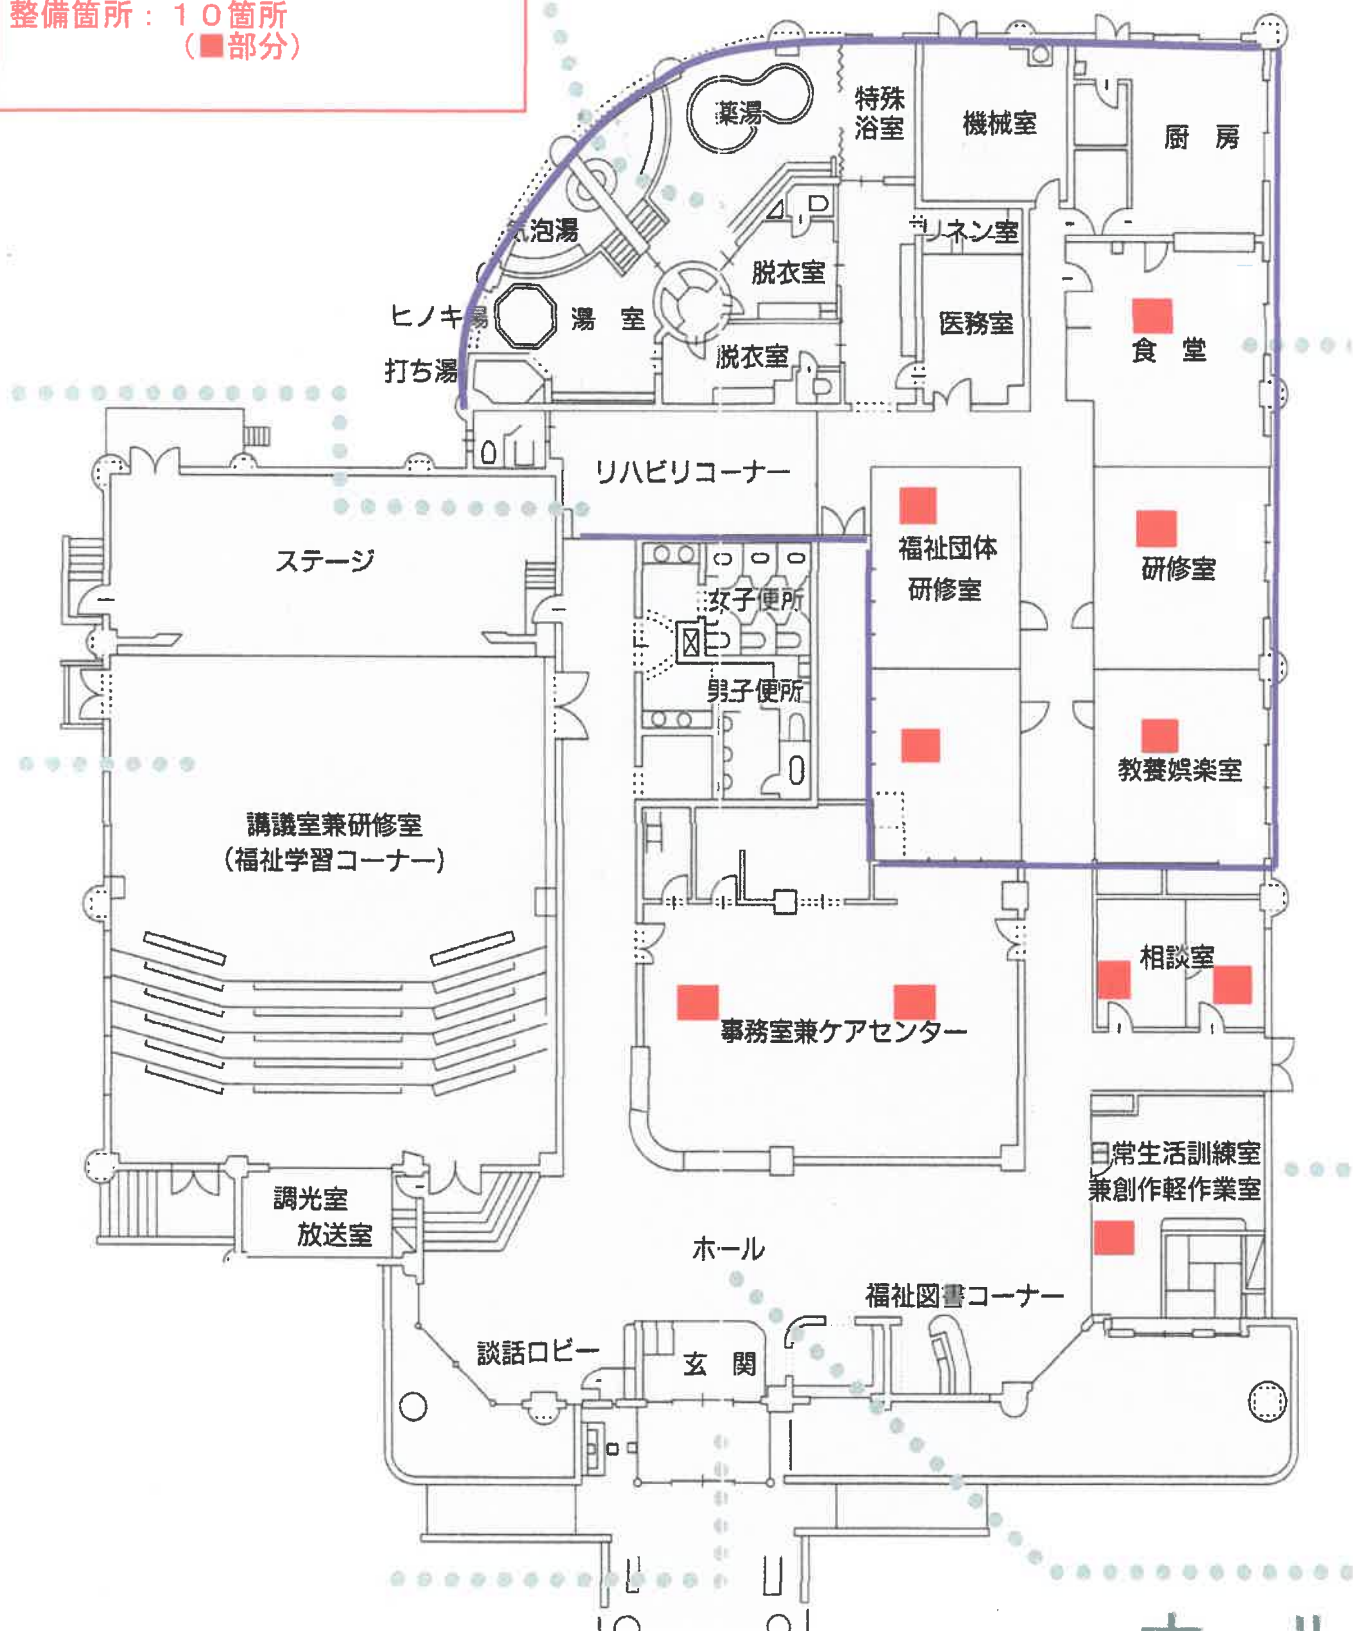 整備箇所：１０箇所
（■部分）
薬湯
特殊
浴室
機械室
厨　房
気泡湯
リネン室
脱衣室
ヒノキ湯
湯　室
医務室
打ち湯
脱衣室
食　堂
リハビリコーナー
ステージ
福祉団体
研修室
研修室
女子便所
男子便所
教養娯楽室
講議室兼研修室
（福祉学習コーナー）
相談室
事務室兼ケアセンター
日常生活訓練室
兼創作軽作業室
調光室
放送室
ホール
福祉図書コーナー
談話ロビー
玄　関